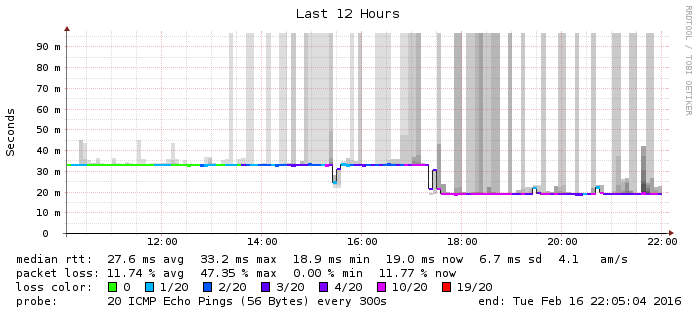 Last 12 Hours
RRDTOOL / TOBI OETIKER
Seconds
90 m
80 m
70 m
60 m
50 m
40 m
30 m
20 m
10 m
0
12:00 14:00 16:00 18:00 20:00 22:00
median rtt: 27.6 ms avg 33.2 ms max 18.9 ms min 19.0 ms now 6.7 ms sd 4.1 am/s
packet loss: 11.74 % avg 47.35 % max 0.00 % min 11.77 % now
loss color: 0 1/20 2/20 3/20 4/20 10/20 19/20
probe: 20 ICMP Echo Pings (56 Bytes) every 300s end: Tue Feb 16 22:05:04 2016